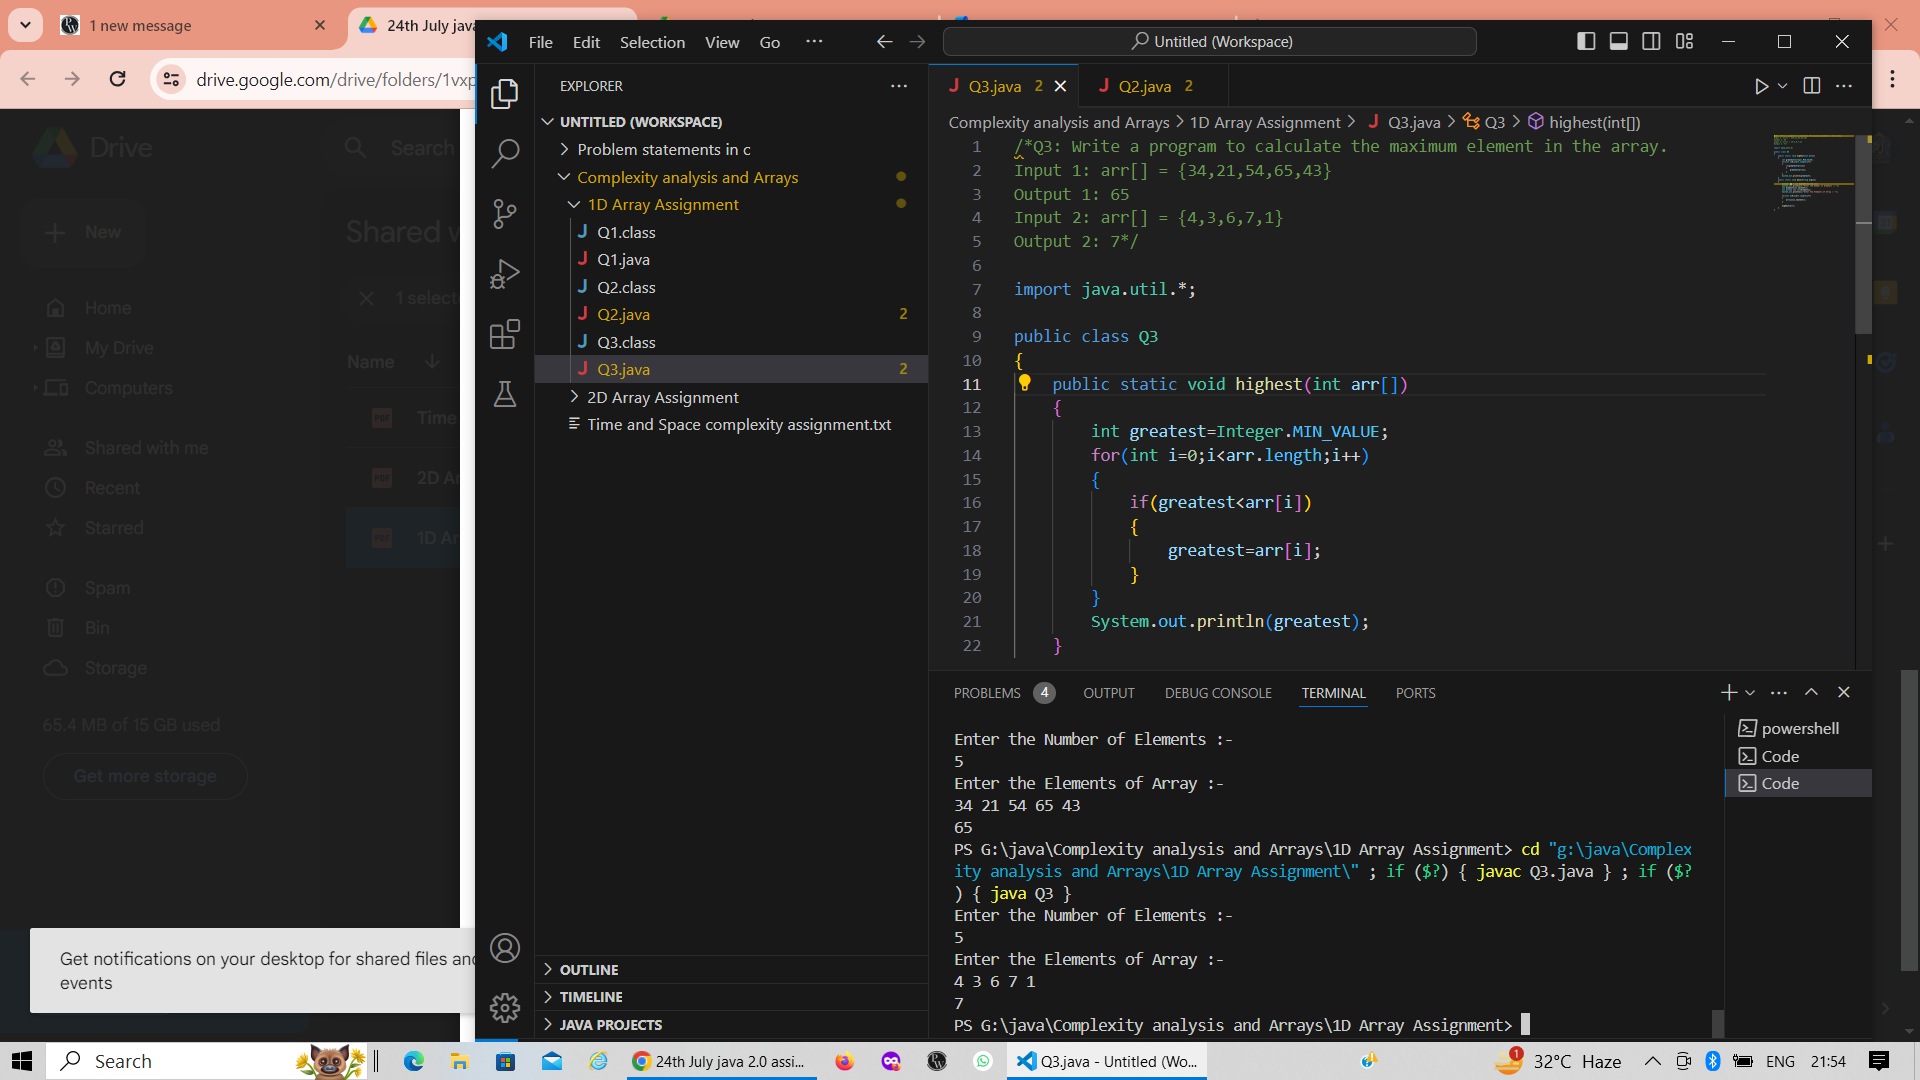 1 new message
24th July java
drive.google.com/drive/folders/1vxp
Drive
Search
New
Shared w
1 select
Home
My Drive
Computers
Name
Time
Shared with me
2D Ar
Recent
Starred
1D Ar
Spam
Bin
Storage
65.4 MB of 15 GB used
Get more storage
Get notifications on your desktop for shared files and
events
File Edit Selection View Go ...
Untitled (Workspace)
EXPLORER
UNTITLED (WORKSPACE)
Problem statements in c
Complexity analysis and Arrays
1D Array Assignment
J Q1.class
J Q1.java
J Q2.class
J Q2.java 2
J Q3.class
J Q3.java 2
2D Array Assignment
Time and Space complexity assignment.txt
OUTLINE
TIMELINE
JAVA PROJECTS
J Q3.java 2
J Q2.java 2
Complexity analysis and Arrays > 1D Array Assignment > J Q3.java > Q3 > highest(int[])
1 /*Q3: Write a program to calculate the maximum element in the array.
2 Input 1: arr[] = {34,21,54,65,43}
3 Output 1: 65
4 Input 2: arr[] = {4,3,6,7,1}
5 Output 2: 7*/
6
7 import java.util.*;
8
9 public class Q3
10 {
11 public static void highest(int arr[])
12 {
13 int greatest=Integer.MIN_VALUE;
14 for(int i=0;i<arr.length;i++)
15 {
16 if(greatest<arr[i])
17 {
18 greatest=arr[i];
19 }
20 }
21 System.out.println(greatest);
22 }
PROBLEMS 4 OUTPUT DEBUG CONSOLE TERMINAL PORTS
Enter the Number of Elements :-
5
Enter the Elements of Array :-
34 21 54 65 43
65
PS G:\java\Complexity analysis and Arrays\1D Array Assignment> cd "g:\java\Complex
ity analysis and Arrays\1D Array Assignment\" ; if ($?) { javac Q3.java } ; if ($?
) { java Q3 }
Enter the Number of Elements :-
5
Enter the Elements of Array :-
4 3 6 7 1
7
PS G:\java\Complexity analysis and Arrays\1D Array Assignment>
powershell
Code
Code
Search
24th July java 2.0 assi...
Q3.java - Untitled (Wo...
1
32°C Haze
ENG
21:54